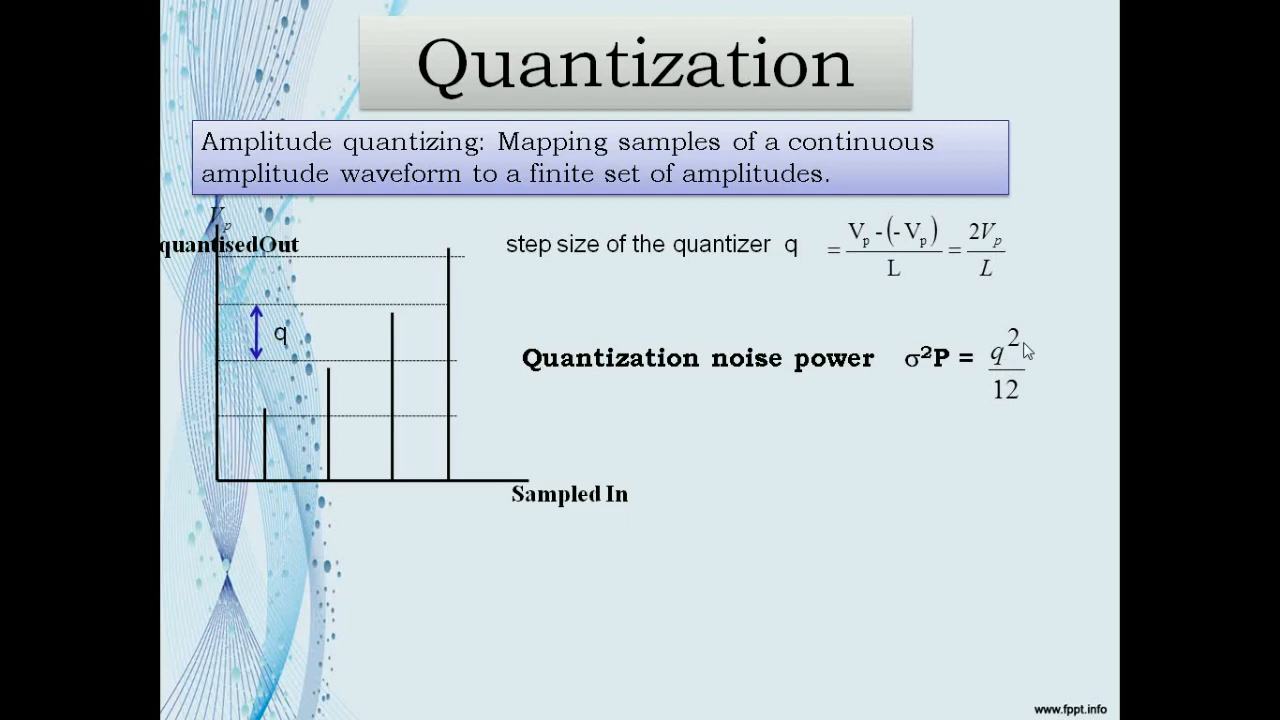 Quantization
Amplitude quantizing: Mapping samples of a continuous
amplitude waveform to a finite set of amplitudes.
Vp
quantisedOut
step size of the quantizer q = Vp - (- Vp) / L = 2Vp / L
q
Quantization noise power σ²P = q² / 12
Sampled In
www.fppt.info